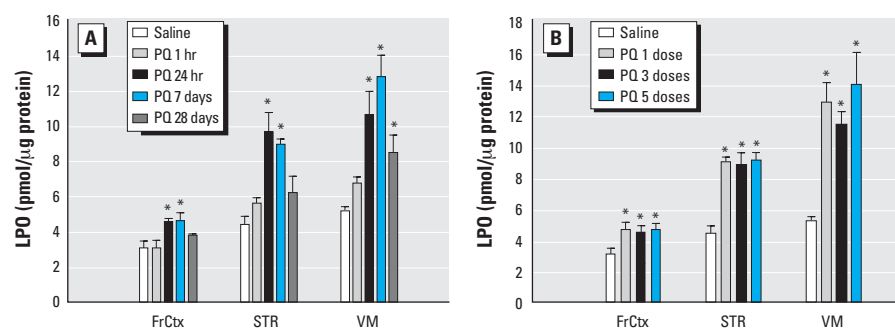 A
Saline
PQ 1 hr
PQ 24 hr
PQ 7 days
PQ 28 days
LPO (pmol/μg protein)
16
14
12
10
8
6
4
2
0
* *
* *
* * *
FrCtx STR VM
B
Saline
PQ 1 dose
PQ 3 doses
PQ 5 doses
LPO (pmol/μg protein)
18
16
14
12
10
8
6
4
2
0
* * *
* * *
* * *
FrCtx STR VM